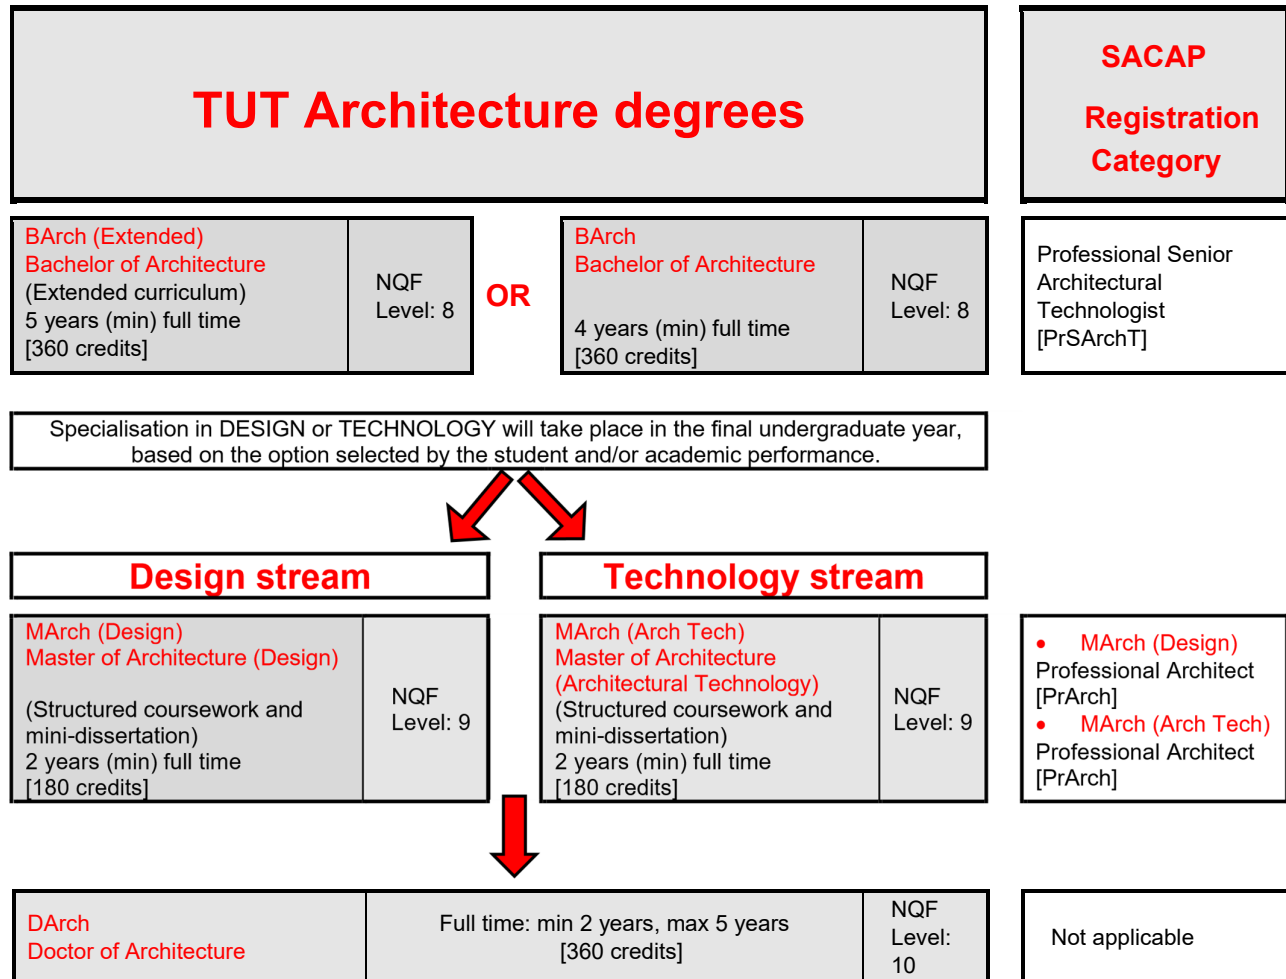 TUT Architecture degrees
SACAP
Registration
Category
BArch (Extended)
Bachelor of Architecture
(Extended curriculum)
5 years (min) full time
[360 credits]
NQF
Level: 8
OR
BArch
Bachelor of Architecture
4 years (min) full time
[360 credits]
NQF
Level: 8
Professional Senior
Architectural
Technologist
[PrSArchT]
Specialisation in DESIGN or TECHNOLOGY will take place in the final undergraduate year,
based on the option selected by the student and/or academic performance.
Design stream
Technology stream
MArch (Design)
Master of Architecture (Design)
(Structured coursework and
mini-dissertation)
2 years (min) full time
[180 credits]
NQF
Level: 9
MArch (Arch Tech)
Master of Architecture
(Architectural Technology)
(Structured coursework and
mini-dissertation)
2 years (min) full time
[180 credits]
NQF
Level: 9
• MArch (Design)
Professional Architect
[PrArch]
• MArch (Arch Tech)
Professional Architect
[PrArch]
DArch
Doctor of Architecture
Full time: min 2 years, max 5 years
[360 credits]
NQF
Level:
10
Not applicable